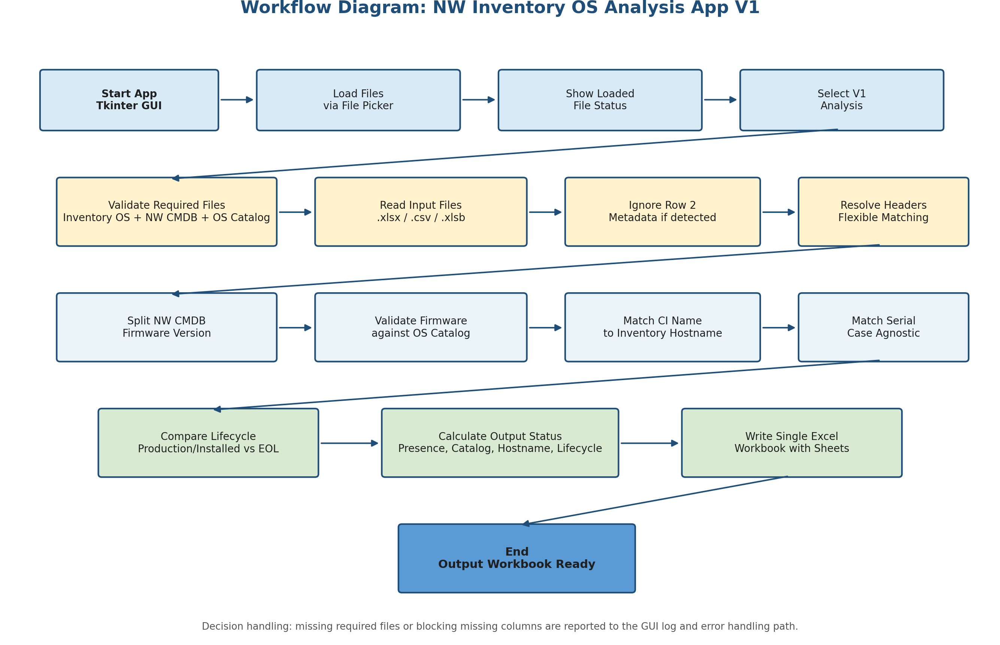 Workflow Diagram: NW Inventory OS Analysis App V1
Start App
Tkinter GUI
Load Files
via File Picker
Show Loaded
File Status
Select V1
Analysis
Validate Required Files
Inventory OS + NW CMDB + OS Catalog
Read Input Files
.xlsx / .csv / .xlsb
Ignore Row 2
Metadata if detected
Resolve Headers
Flexible Matching
Split NW CMDB
Firmware Version
Validate Firmware
against OS Catalog
Match CI Name
to Inventory Hostname
Match Serial
Case Agnostic
Compare Lifecycle
Production/Installed vs EOL
Calculate Output Status
Presence, Catalog, Hostname, Lifecycle
Write Single Excel
Workbook with Sheets
End
Output Workbook Ready
Decision handling: missing required files or blocking missing columns are reported to the GUI log and error handling path.